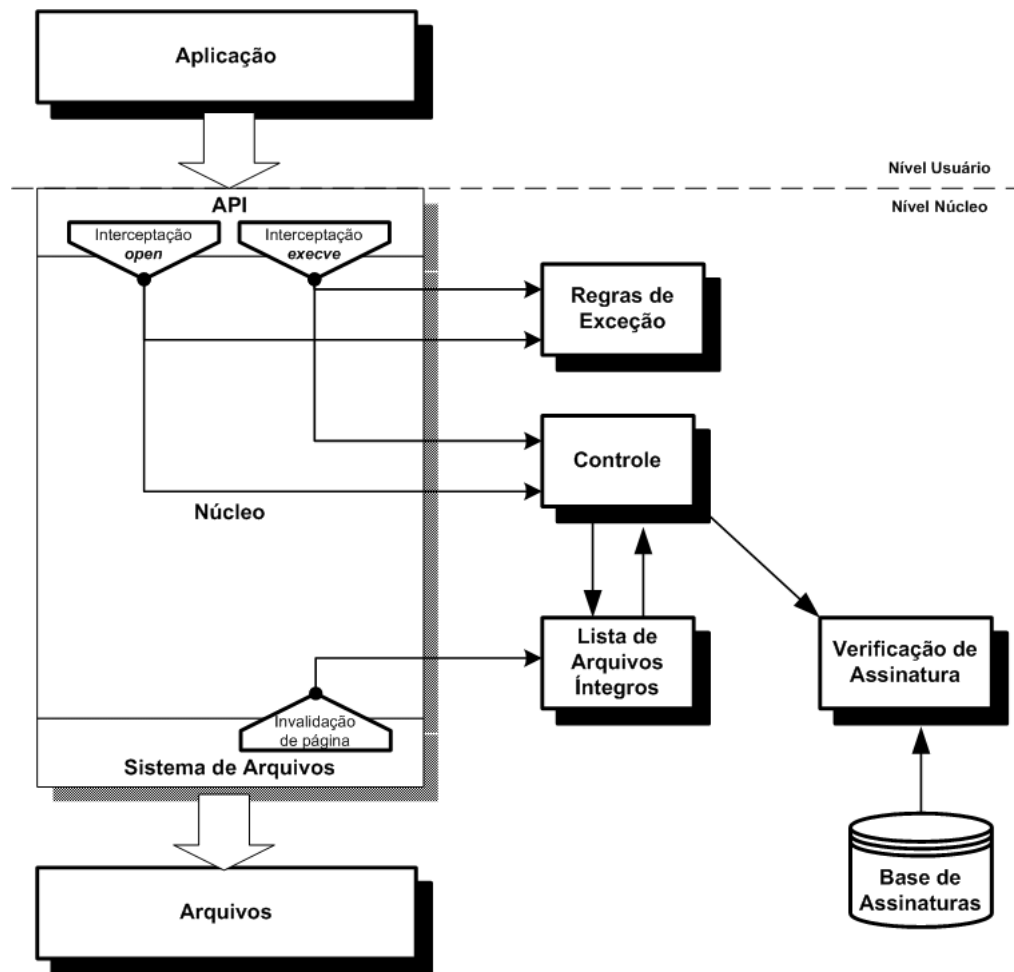 Aplicação
Nível Usuário
Nível Núcleo
API
Interceptação
open
Interceptação
execve
Regras de
Exceção
Controle
Núcleo
Lista de
Arquivos
Íntegros
Verificação de
Assinatura
Invalidação
de página
Sistema de Arquivos
Base de
Assinaturas
Arquivos